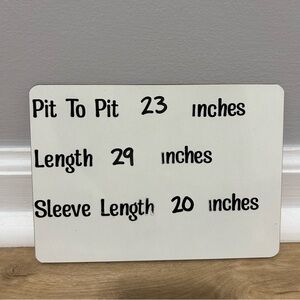 Pit To Pit 23 inches
Length 29 inches
Sleeve Length 20 inches